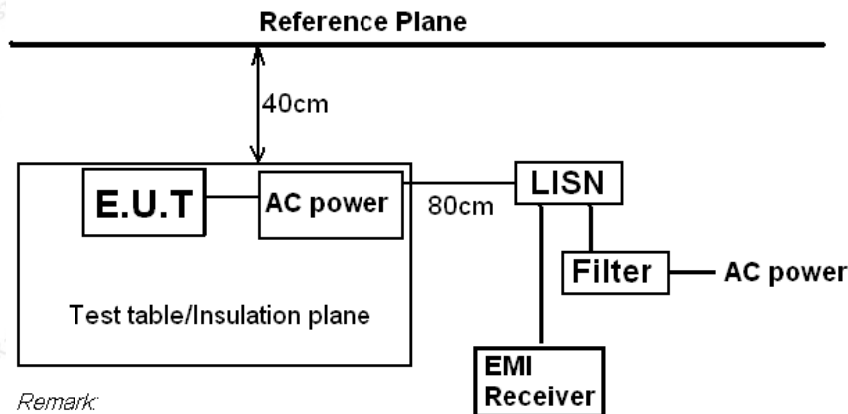 Reference Plane
40cm
E.U.T
AC power
80cm
LISN
Filter
AC power
Test table/Insulation plane
EMI
Receiver
Remark: